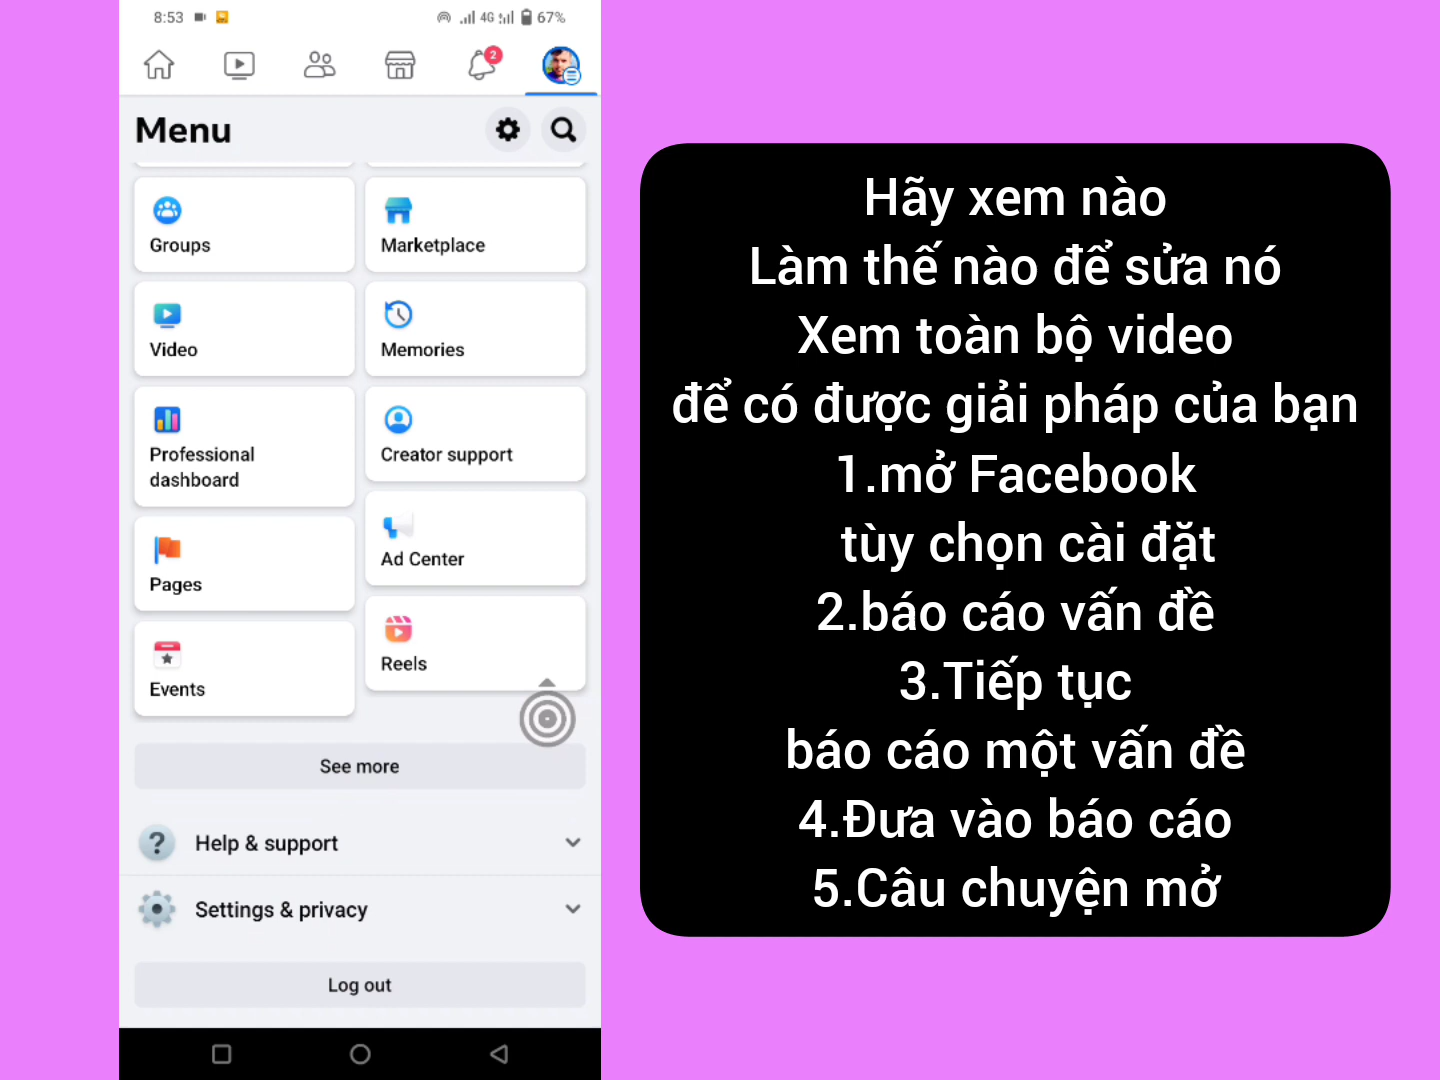 8:53
4G
67%
2
Menu
Groups
Marketplace
Video
Memories
Professional
dashboard
Creator support
Pages
Ad Center
Events
Reels
See more
Help & support
Settings & privacy
Log out
Hãy xem nào
Làm thế nào để sửa nó
Xem toàn bộ video
để có được giải pháp của bạn
1.mở Facebook
tùy chọn cài đặt
2.báo cáo vấn đề
3.Tiếp tục
báo cáo một vấn đề
4.Đưa vào báo cáo
5.Câu chuyện mở